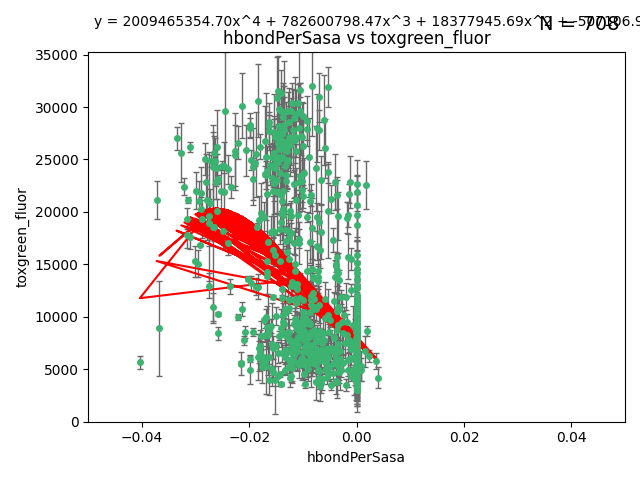 y = 2009465354.70x^4 + 782600798.47x^3 + 18377945.69x^2 +
N = 708
hbondPerSasa vs toxgreen_fluor
35000
30000
25000
20000
15000
10000
5000
0
toxgreen_fluor
−0.04
−0.02
0.00
0.02
0.04
hbondPerSasa